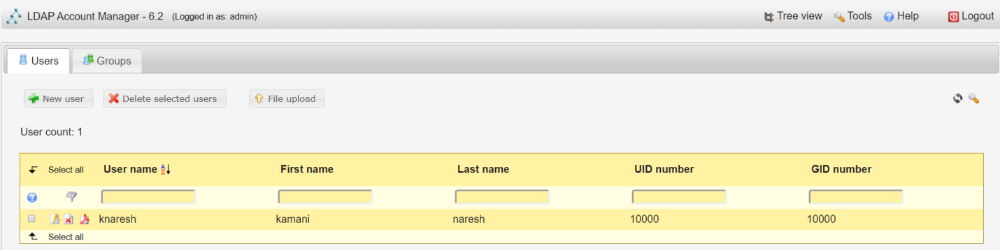 LDAP Account Manager - 6.2 (Logged in as: admin) Tree view Tools Help Logout
Users Groups
New user Delete selected users File upload
User count: 1
Select all User name First name Last name UID number GID number
knaresh kamani naresh 10000 10000
Select all